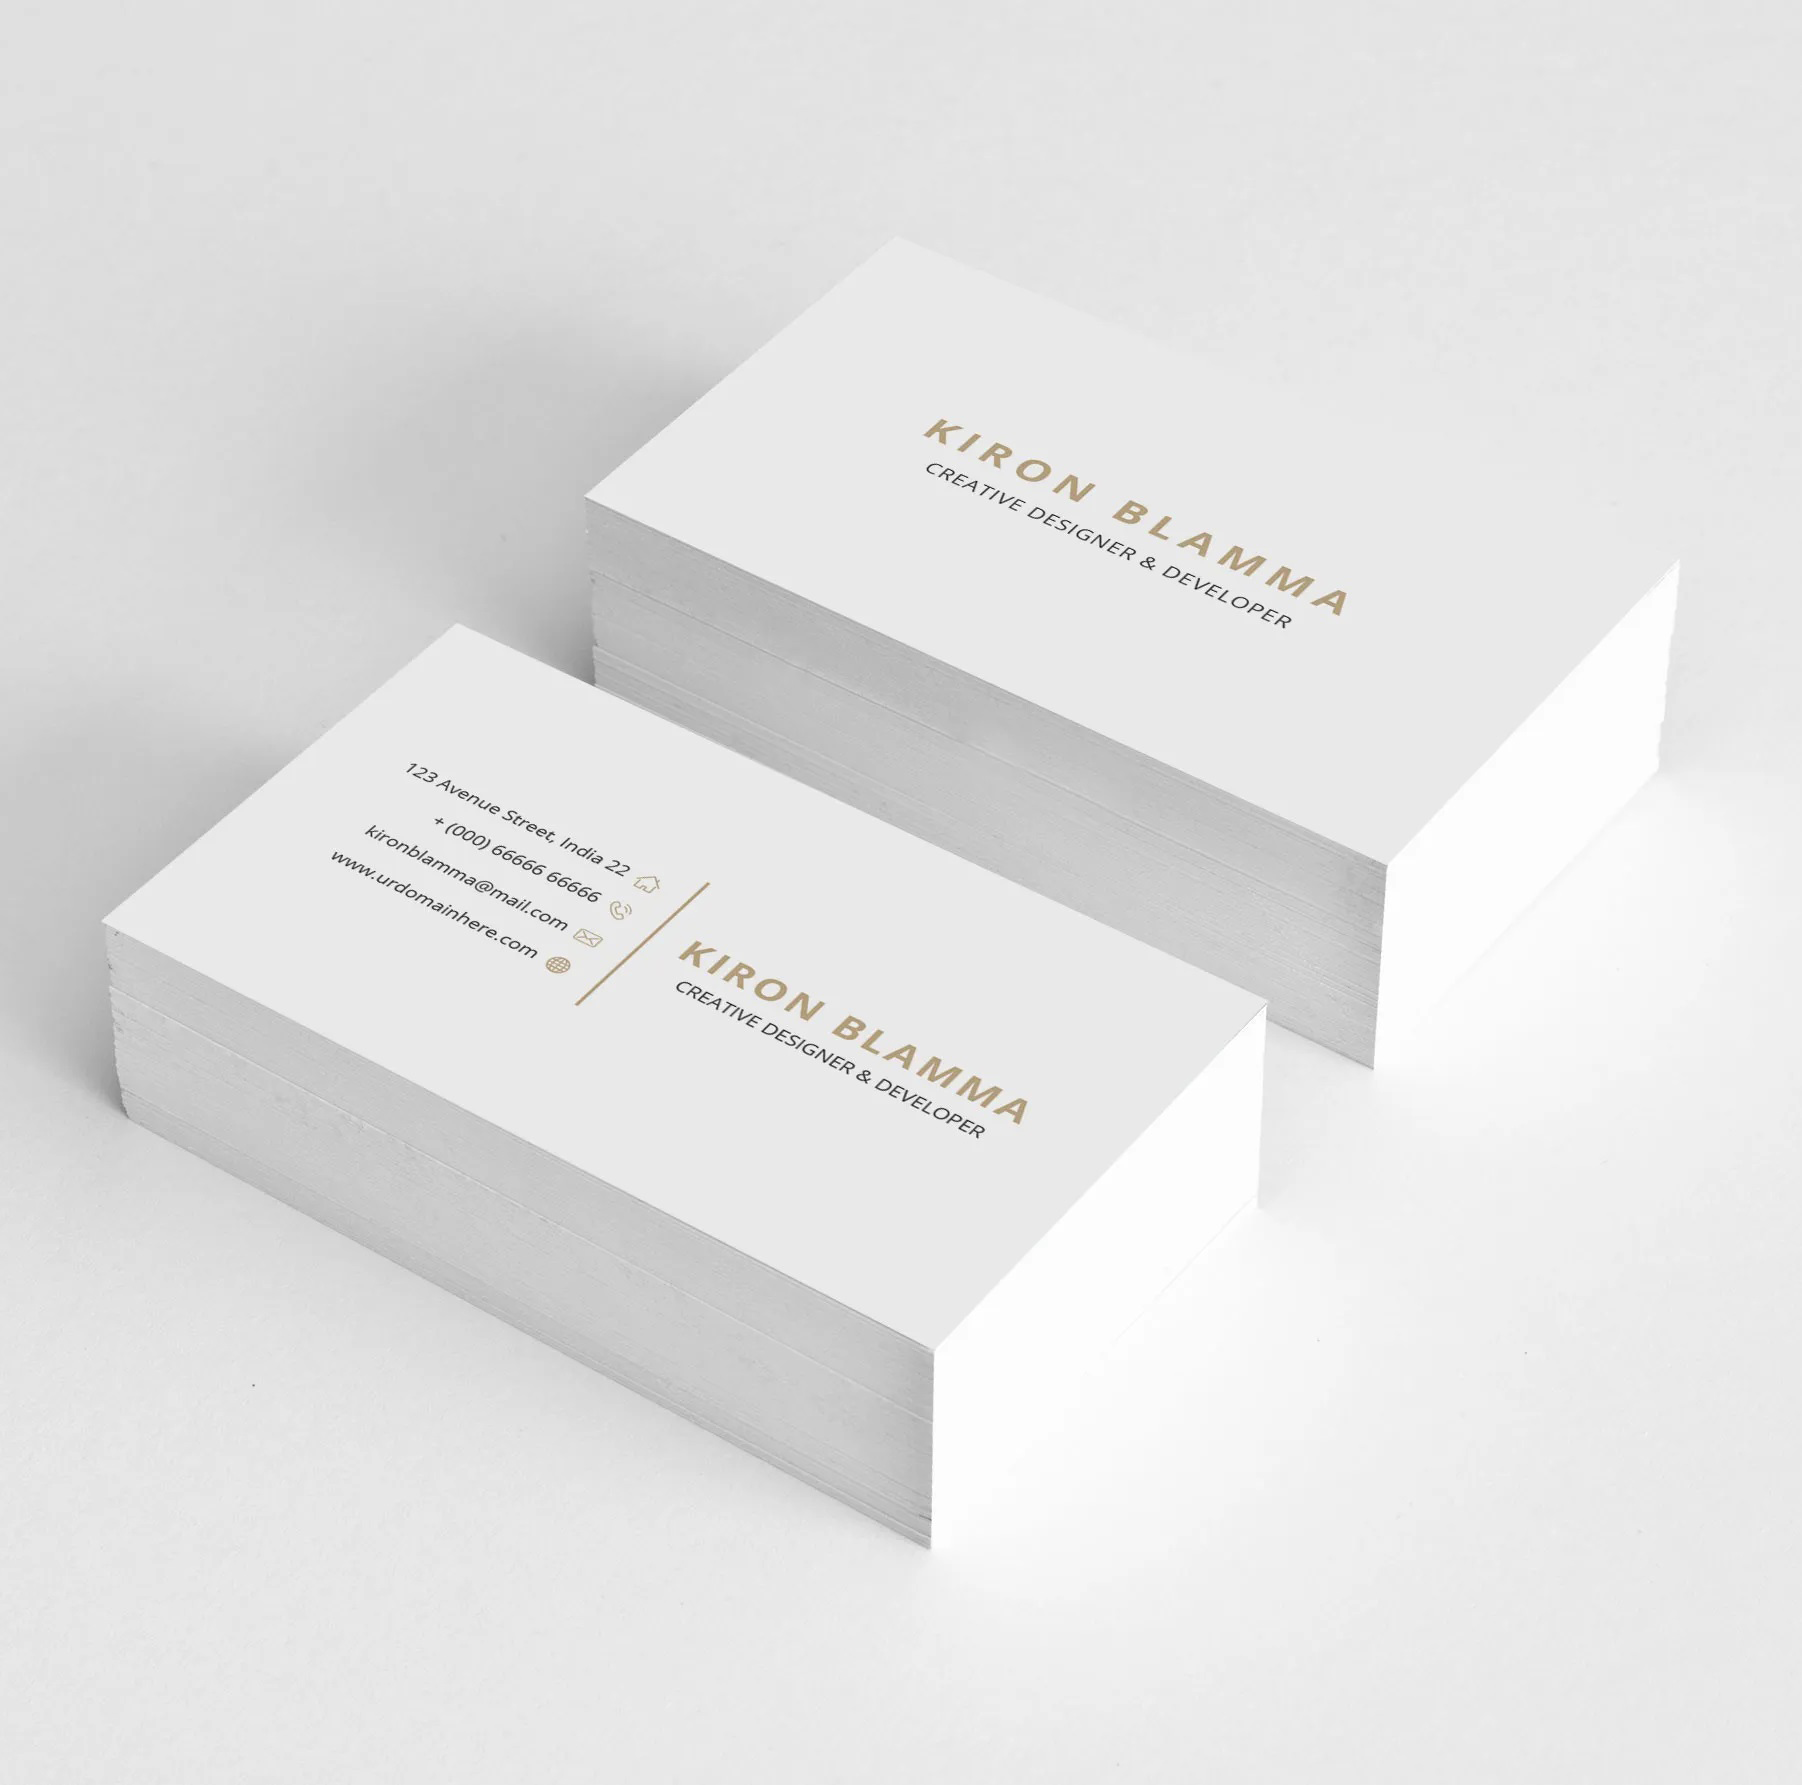 KIRON BLAMMA
CREATIVE DESIGNER & DEVELOPER
123 Avenue Street, India 22
+ (000) 66666 66666
kironblamma@mail.com
www.urdomainhere.com
KIRON BLAMMA
CREATIVE DESIGNER & DEVELOPER